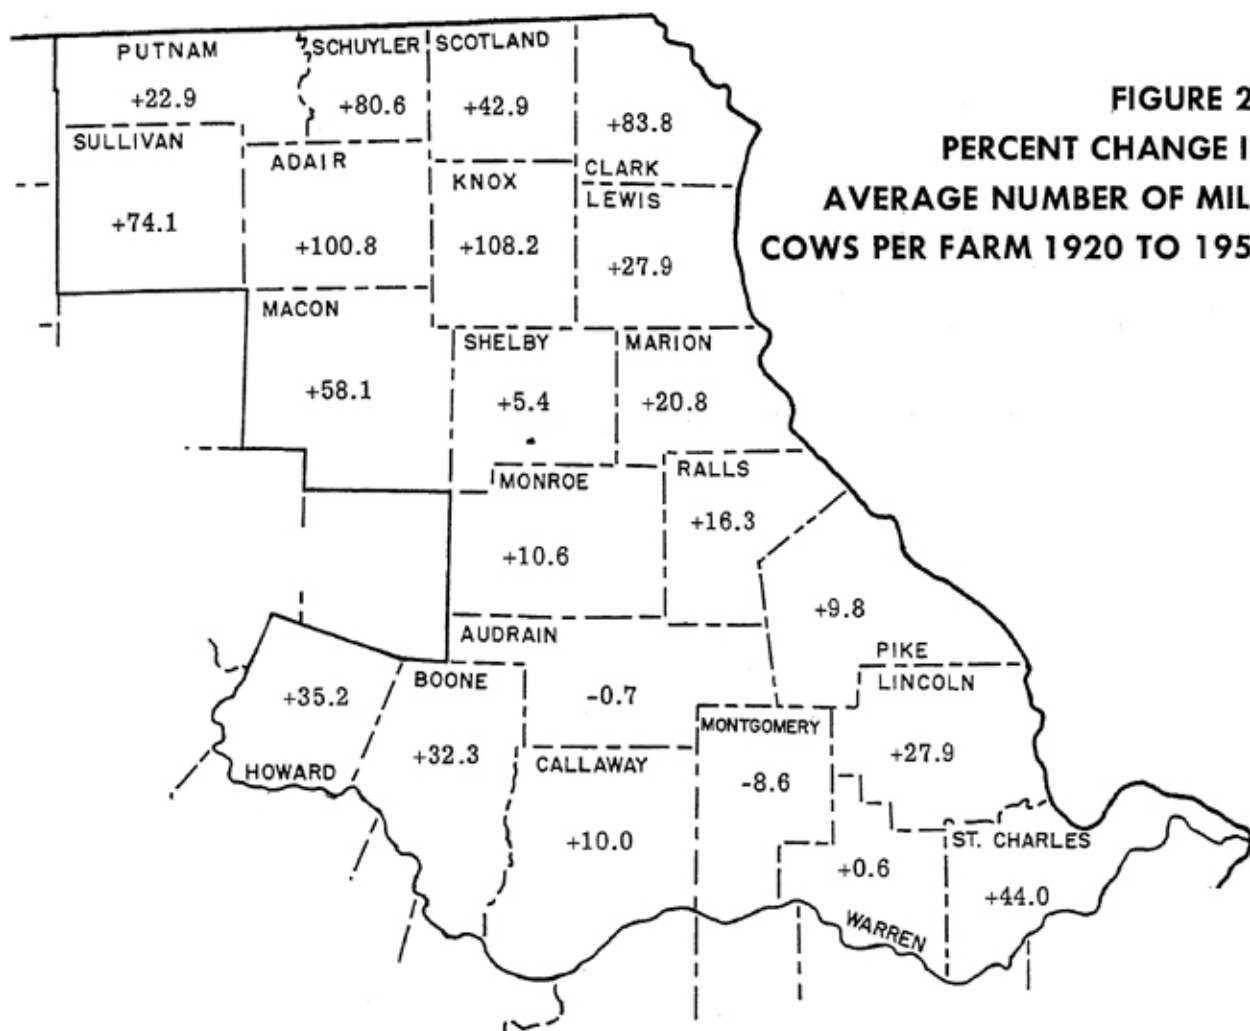 FIGURE 2
PERCENT CHANGE I
AVERAGE NUMBER OF MIL
COWS PER FARM 1920 TO 195
PUTNAM
+22.9
SCHUYLER
+80.6
SCOTLAND
+42.9
+83.8
CLARK
SULLIVAN
+74.1
ADAIR
+100.8
KNOX
+108.2
LEWIS
+27.9
MACON
+58.1
SHELBY
+5.4
MARION
+20.8
MONROE
+10.6
RALLS
+16.3
+9.8
PIKE
AUDRAIN
-0.7
LINCOLN
+27.9
+35.2
HOWARD
BOONE
+32.3
CALLAWAY
+10.0
MONTGOMERY
-8.6
+0.6
WARREN
ST. CHARLES
+44.0